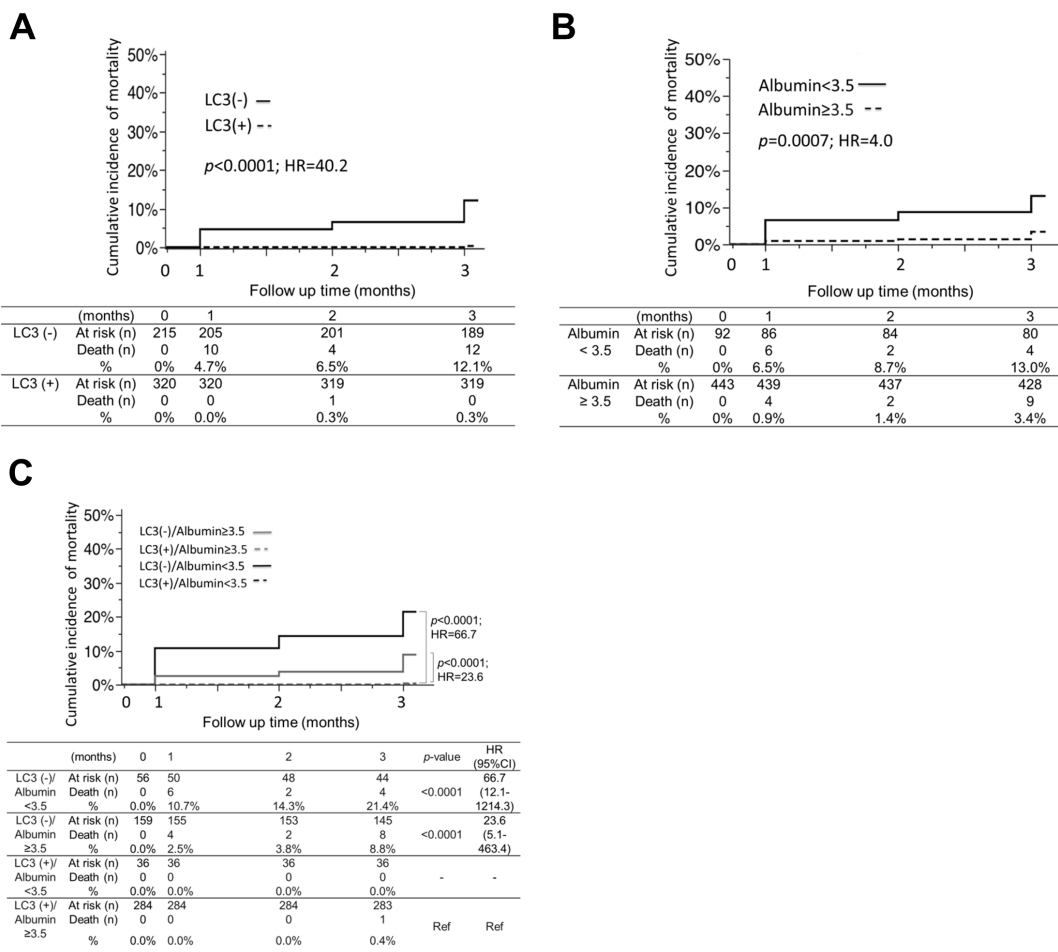 A
Cumulative incidence of mortality
50%
40%
30%
20%
10%
0%
LC3(-)
LC3(+)
p<0.0001; HR=40.2
0 1 2 3
Follow up time (months)
(months) 0 1 2 3
LC3 (-) At risk (n) 215 205 201 189
Death (n) 0 10 4 12
% 0% 4.7% 6.5% 12.1%
LC3 (+) At risk (n) 320 320 319 319
Death (n) 0 0 1 0
% 0% 0.0% 0.3% 0.3%
B
Cumulative incidence of mortality
50%
40%
30%
20%
10%
0%
Albumin<3.5
Albumin≥3.5
p=0.0007; HR=4.0
0 1 2 3
Follow up time (months)
(months) 0 1 2 3
Albumin At risk (n) 92 86 84 80
< 3.5 Death (n) 0 6 2 4
% 0% 6.5% 8.7% 13.0%
Albumin At risk (n) 443 439 437 428
≥ 3.5 Death (n) 0 4 2 9
% 0% 0.9% 1.4% 3.4%
C
Cumulative incidence of mortality
50%
40%
30%
20%
10%
0%
LC3(-)/Albumin≥3.5
LC3(+)/Albumin≥3.5
LC3(-)/Albumin<3.5
LC3(+)/Albumin<3.5
p<0.0001;
HR=66.7
p<0.0001;
HR=23.6
0 1 2 3
Follow up time (months)
(months) 0 1 2 3 p-value HR
(95%CI)
LC3 (-)/ At risk (n) 56 50 48 44 66.7
Albumin Death (n) 0 6 2 4 <0.0001 (12.1-
<3.5 % 0.0% 10.7% 14.3% 21.4% 1214.3)
LC3 (-)/ At risk (n) 159 155 153 145 23.6
Albumin Death (n) 0 4 2 8 <0.0001 (5.1-
≥3.5 % 0.0% 2.5% 3.8% 8.8% 463.4)
LC3 (+)/ At risk (n) 36 36 36 36
Albumin Death (n) 0 0 0 0 - -
<3.5 % 0.0% 0.0% 0.0% 0.0%
LC3 (+)/ At risk (n) 284 284 284 283
Albumin Death (n) 0 0 0 1 Ref Ref
≥3.5 % 0.0% 0.0% 0.0% 0.4%